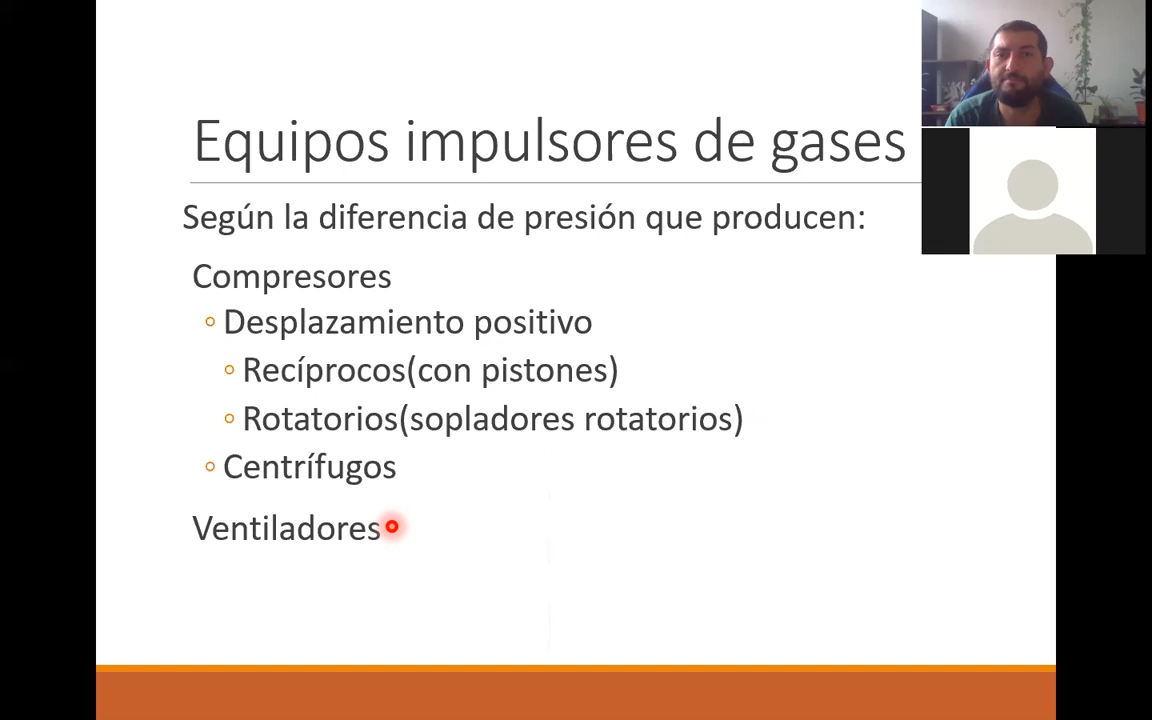 Equipos impulsores de gases
Según la diferencia de presión que producen:
Compresores
Desplazamiento positivo
Recíprocos(con pistones)
Rotatorios(sopladores rotatorios)
Centrífugos
Ventiladores